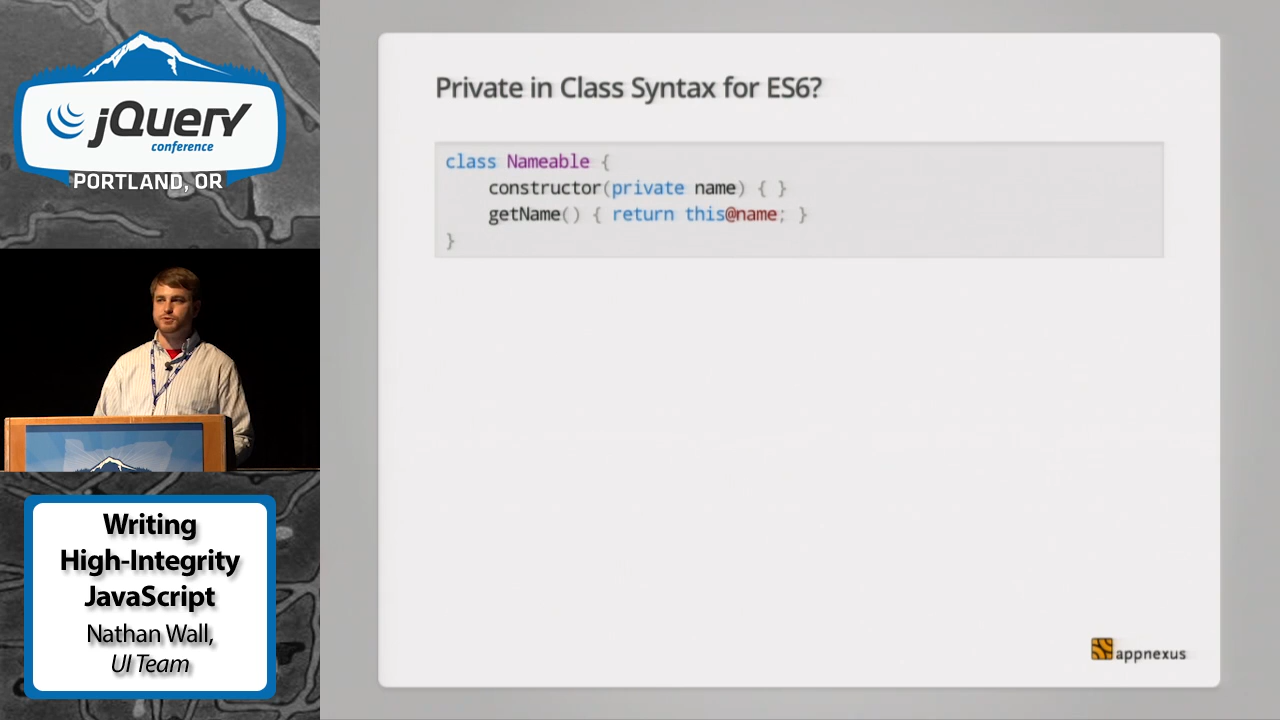 jQuery
conference
PORTLAND, OR
Writing
High-Integrity
JavaScript
Nathan Wall,
UI Team
Private in Class Syntax for ES6?
class Nameable {
    constructor(private name) { }
    getName() { return this@name; }
}
appnexus